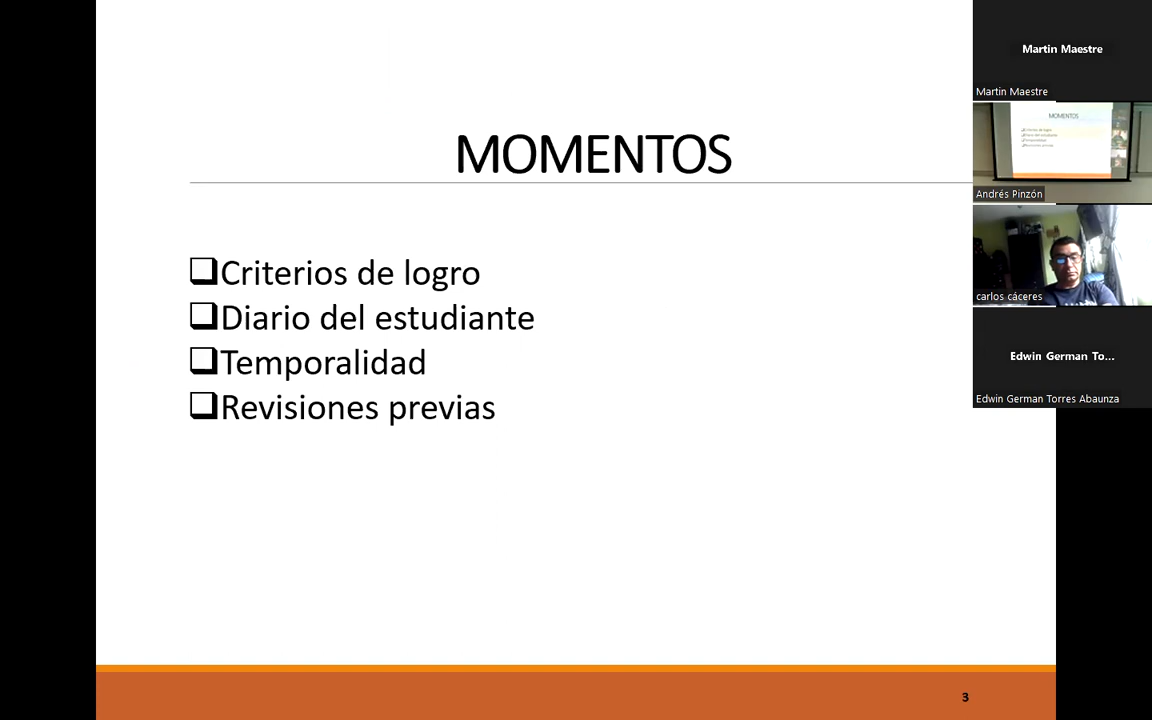 MOMENTOS
❑Criterios de logro
❑Diario del estudiante
❑Temporalidad
❑Revisiones previas
3
Martin Maestre
Martin Maestre
MOMENTOS
Andrés Pinzón
carlos cáceres
Edwin German To...
Edwin German Torres Abaunza